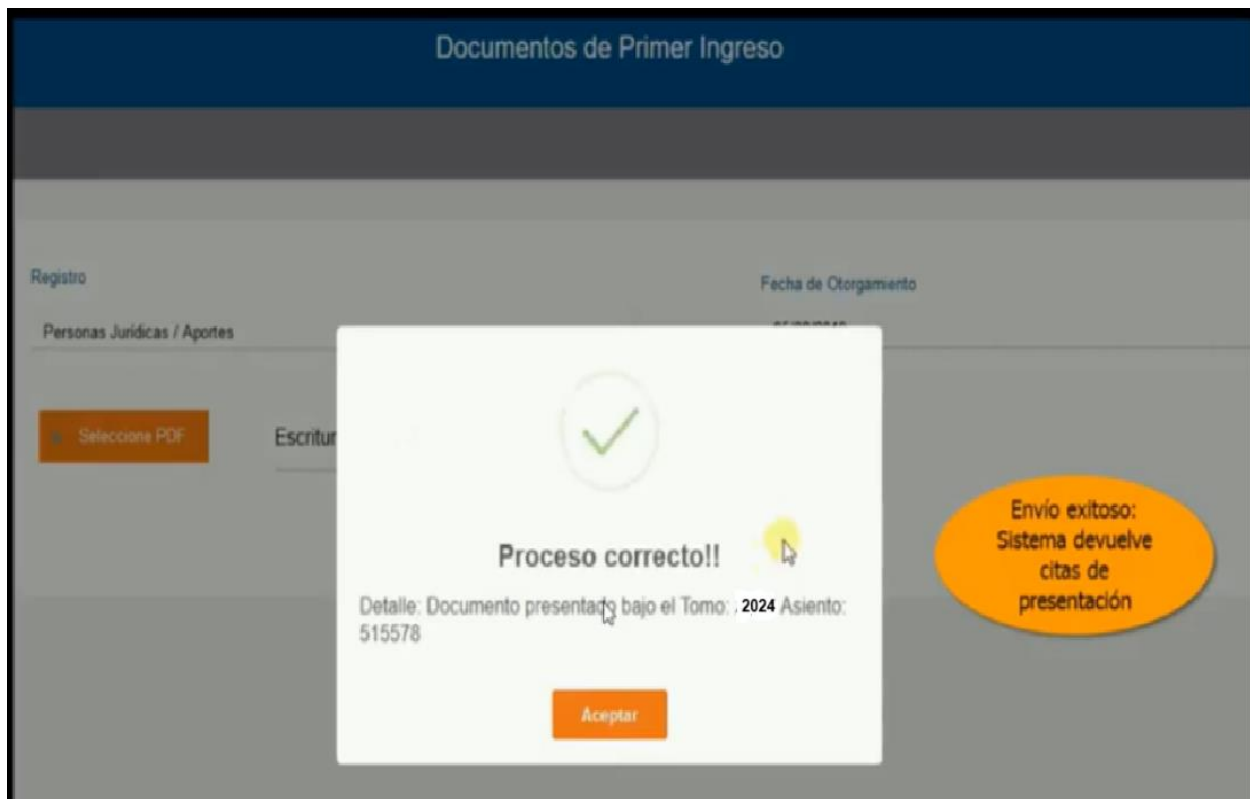 Documentos de Primer Ingreso
Registro
Fecha de Otorgamiento
Personas Jurídicas / Aportes
Seleccione PDF
Escritur
Proceso correcto!!
Detalle: Documento presentado bajo el Tomo: 2024 Asiento:
515578
Aceptar
Envío exitoso:
Sistema devuelve
citas de
presentación